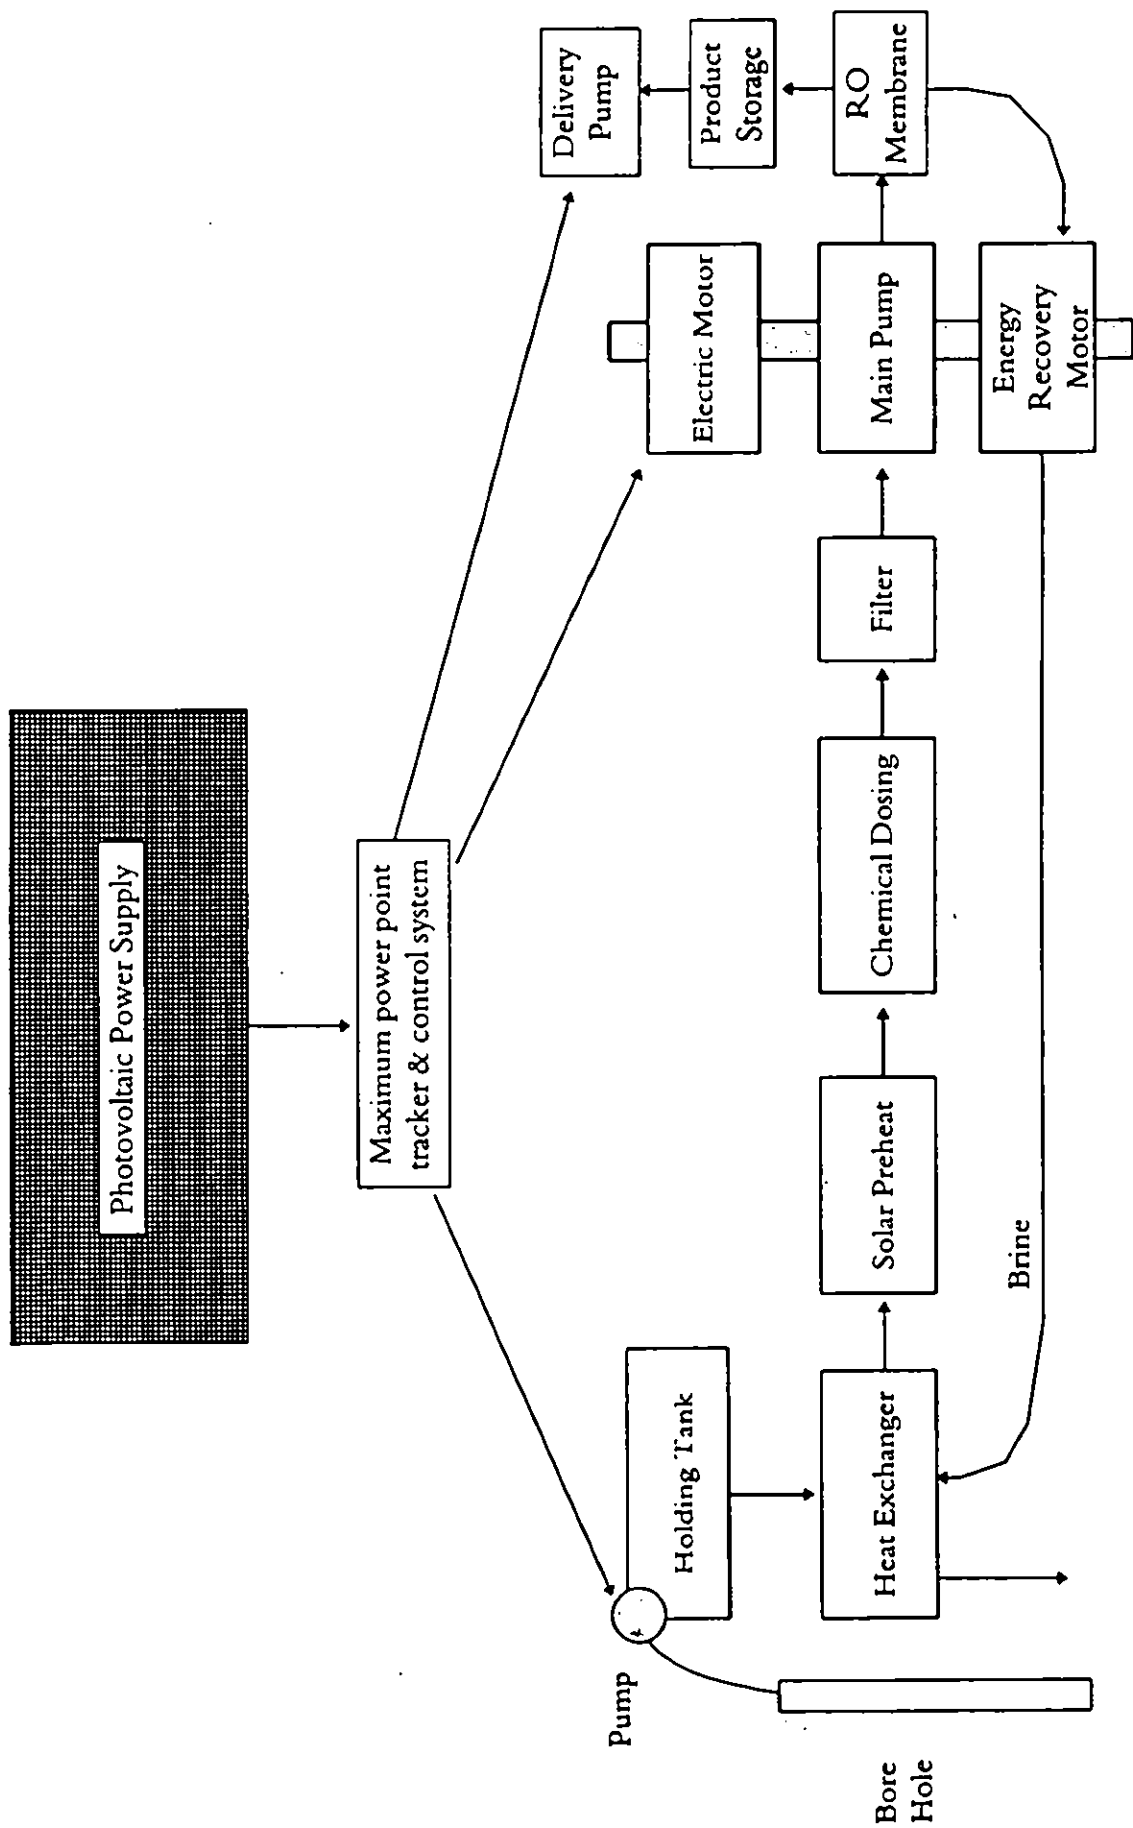 Photovoltaic Power Supply
Maximum power point
tracker & control system
Pump
Holding Tank
Bore
Hole
Heat Exchanger
Solar Preheat
Chemical Dosing
Filter
Electric Motor
Main Pump
Energy
Recovery
Motor
Delivery
Pump
Product
Storage
RO
Membrane
Brine